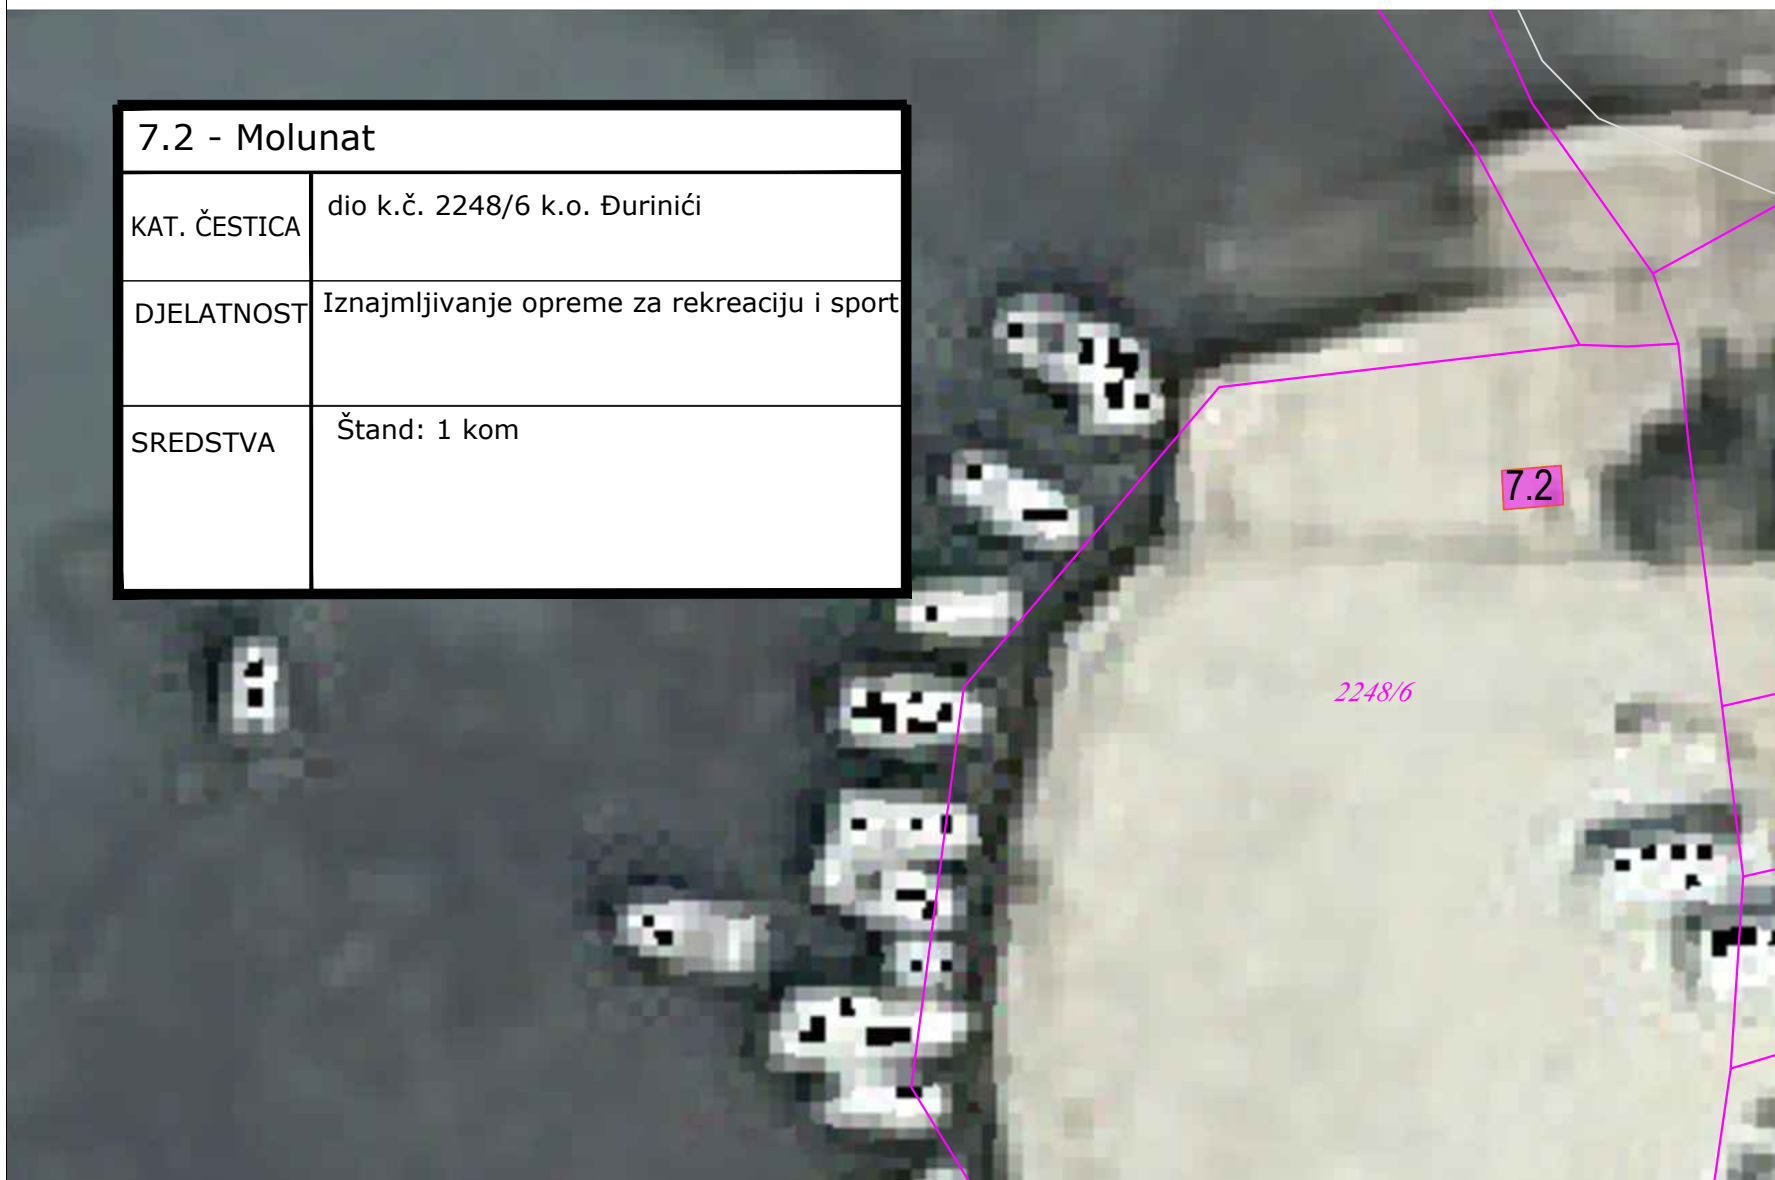 7.2 - Molunat
KAT. ČESTICA
dio k.č. 2248/6 k.o. Đurinići
DJELATNOST
Iznajmljivanje opreme za rekreaciju i sport
SREDSTVA
Štand: 1 kom
7.2
2248/6